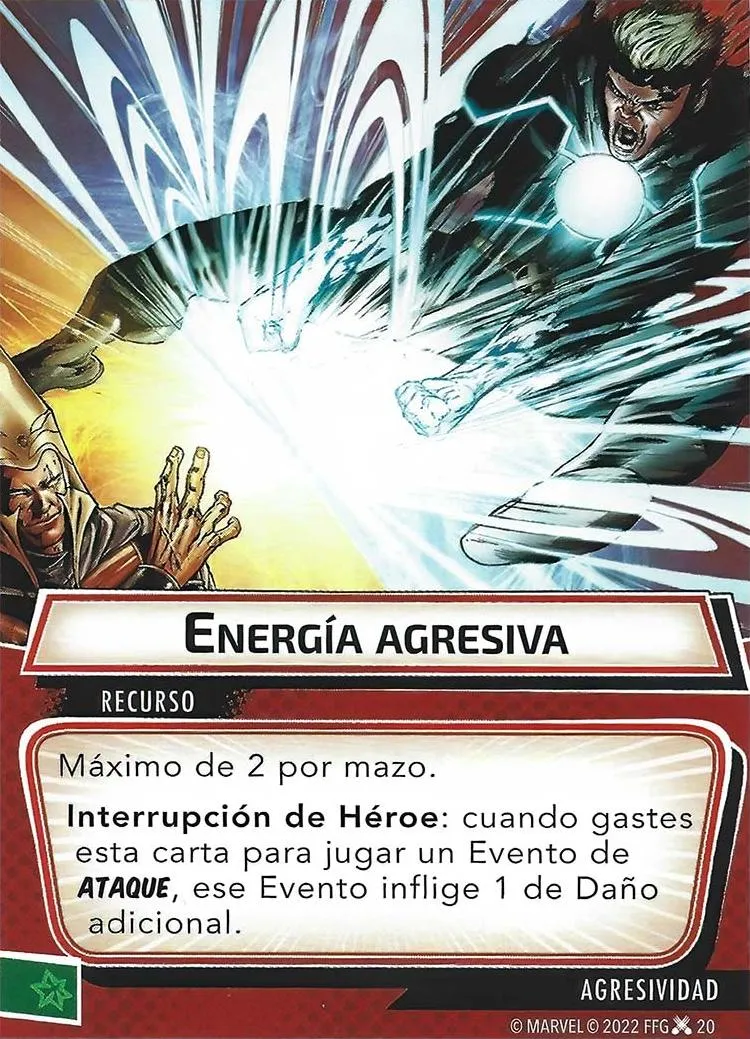 ENERGÍA AGRESIVA
RECURSO
Máximo de 2 por mazo.
Interrupción de Héroe: cuando gastes
esta carta para jugar un Evento de
ATAQUE, ese Evento inflige 1 de Daño
adicional.
AGRESIVIDAD
© MARVEL © 2022 FFG 20